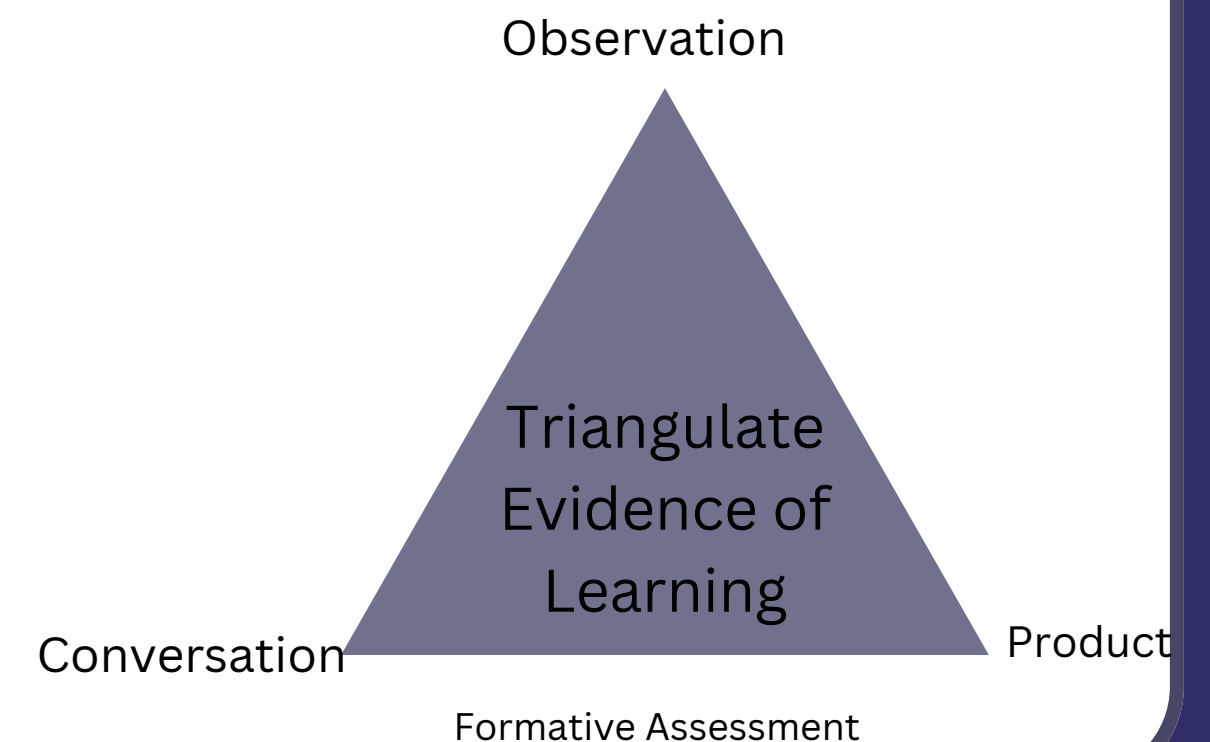 Observation
Triangulate
Evidence of
Learning
Conversation
Product
Formative Assessment